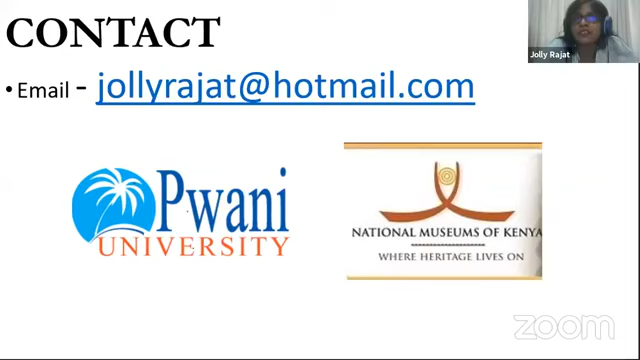 CONTACT
Jolly Rajat
• Email - jollyrajat@hotmail.com
Pwani
UNIVERSITY
NATIONAL MUSEUMS OF KENYA
WHERE HERITAGE LIVES ON
zoom